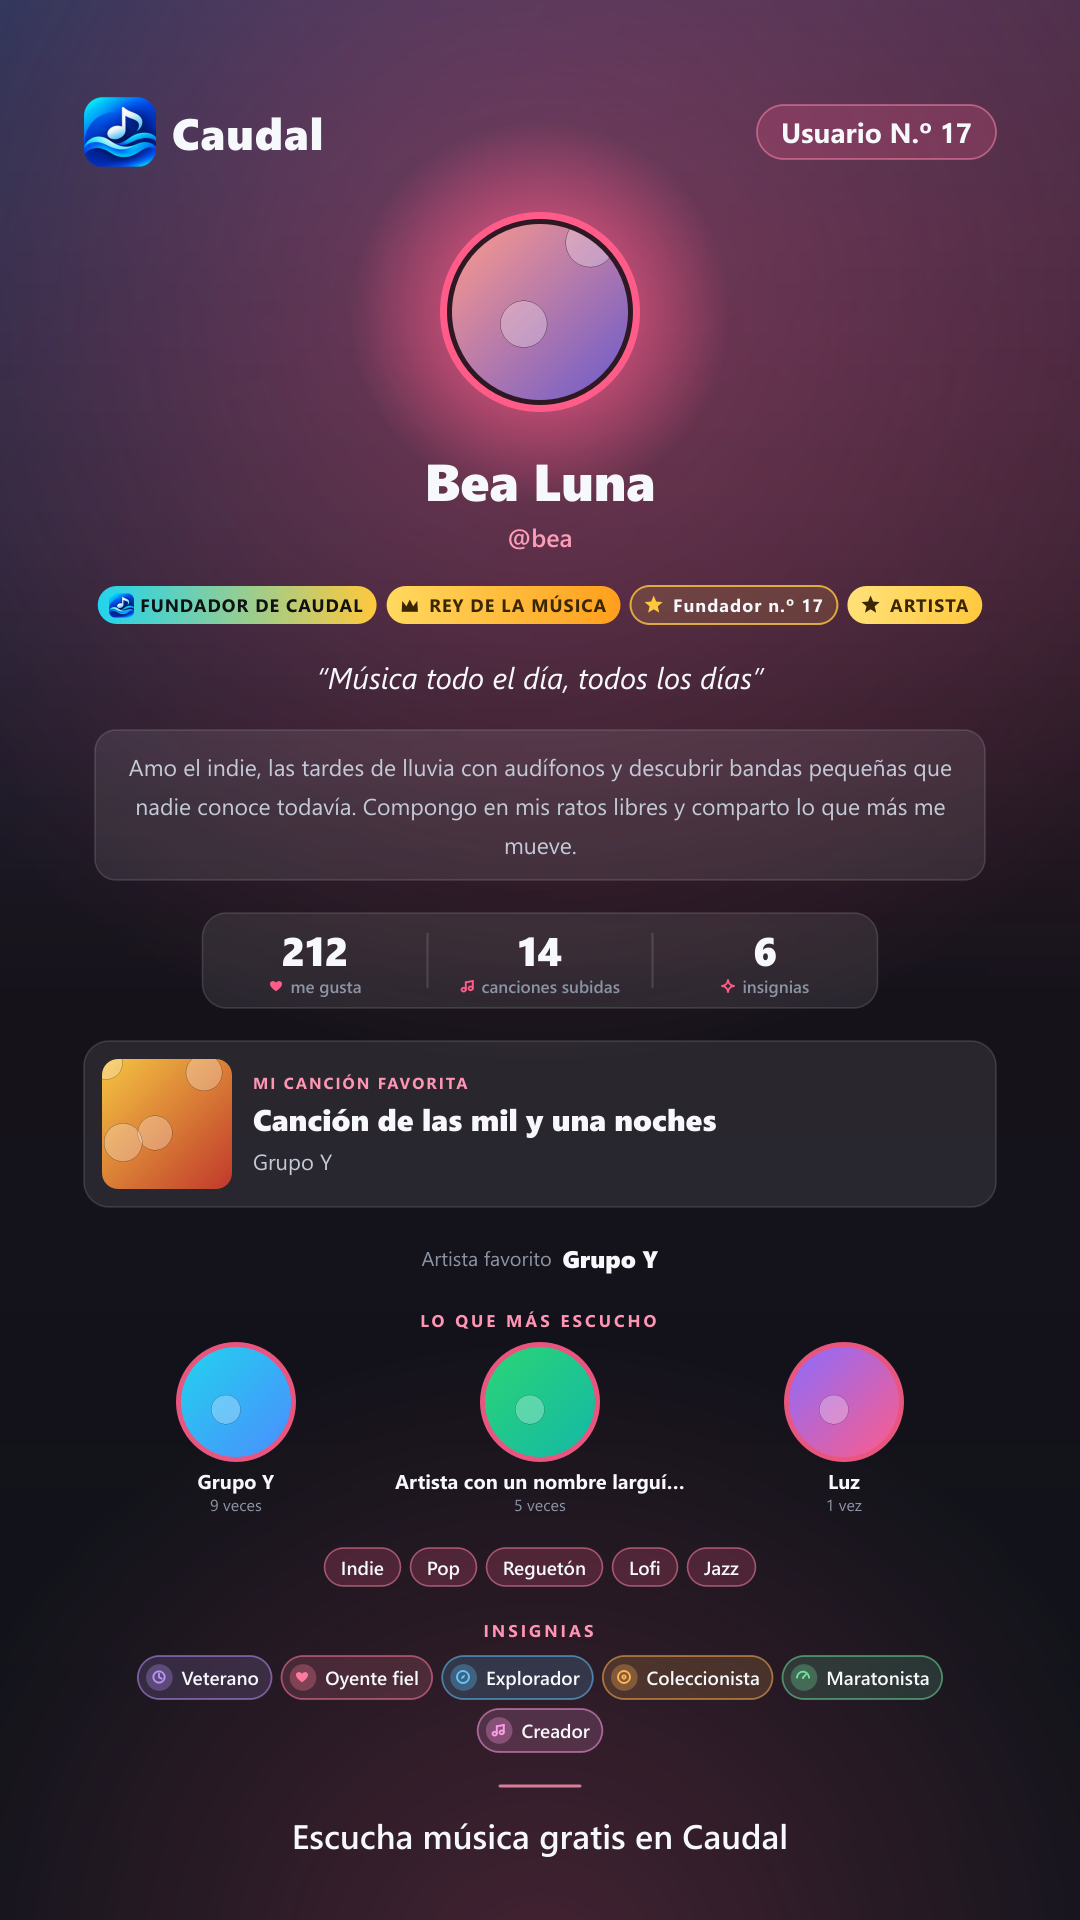 Caudal
Usuario N.º 17
Bea Luna
@bea
FUNDADOR DE CAUDAL
REY DE LA MÚSICA
Fundador n.º 17
ARTISTA
“Música todo el día, todos los días”
Amo el indie, las tardes de lluvia con audífonos y descubrir bandas pequeñas que
nadie conoce todavía. Compongo en mis ratos libres y comparto lo que más me
mueve.
212
me gusta
14
canciones subidas
6
insignias
MI CANCIÓN FAVORITA
Canción de las mil y una noches
Grupo Y
Artista favorito Grupo Y
LO QUE MÁS ESCUCHO
Grupo Y
9 veces
Artista con un nombre larguí...
5 veces
Luz
1 vez
Indie
Pop
Reguetón
Lofi
Jazz
INSIGNIAS
Veterano
Oyente fiel
Explorador
Coleccionista
Maratonista
Creador
Escucha música gratis en Caudal